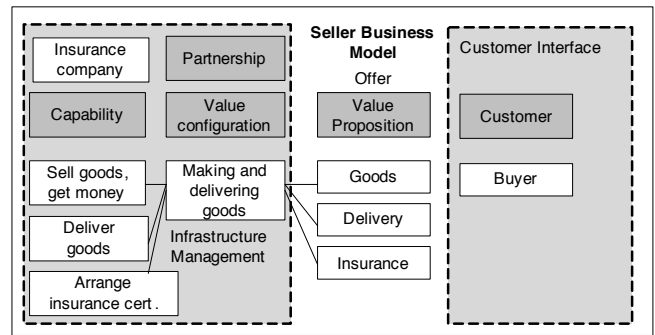 Insurance
company
Partnership
Capability
Value
configuration
Sell goods,
get money
Making and
delivering
goods
Deliver
goods
Infrastructure
Management
Arrange
insurance cert .
Seller Business
Model
Offer
Value
Proposition
Goods
Delivery
Insurance
Customer Interface
Customer
Buyer